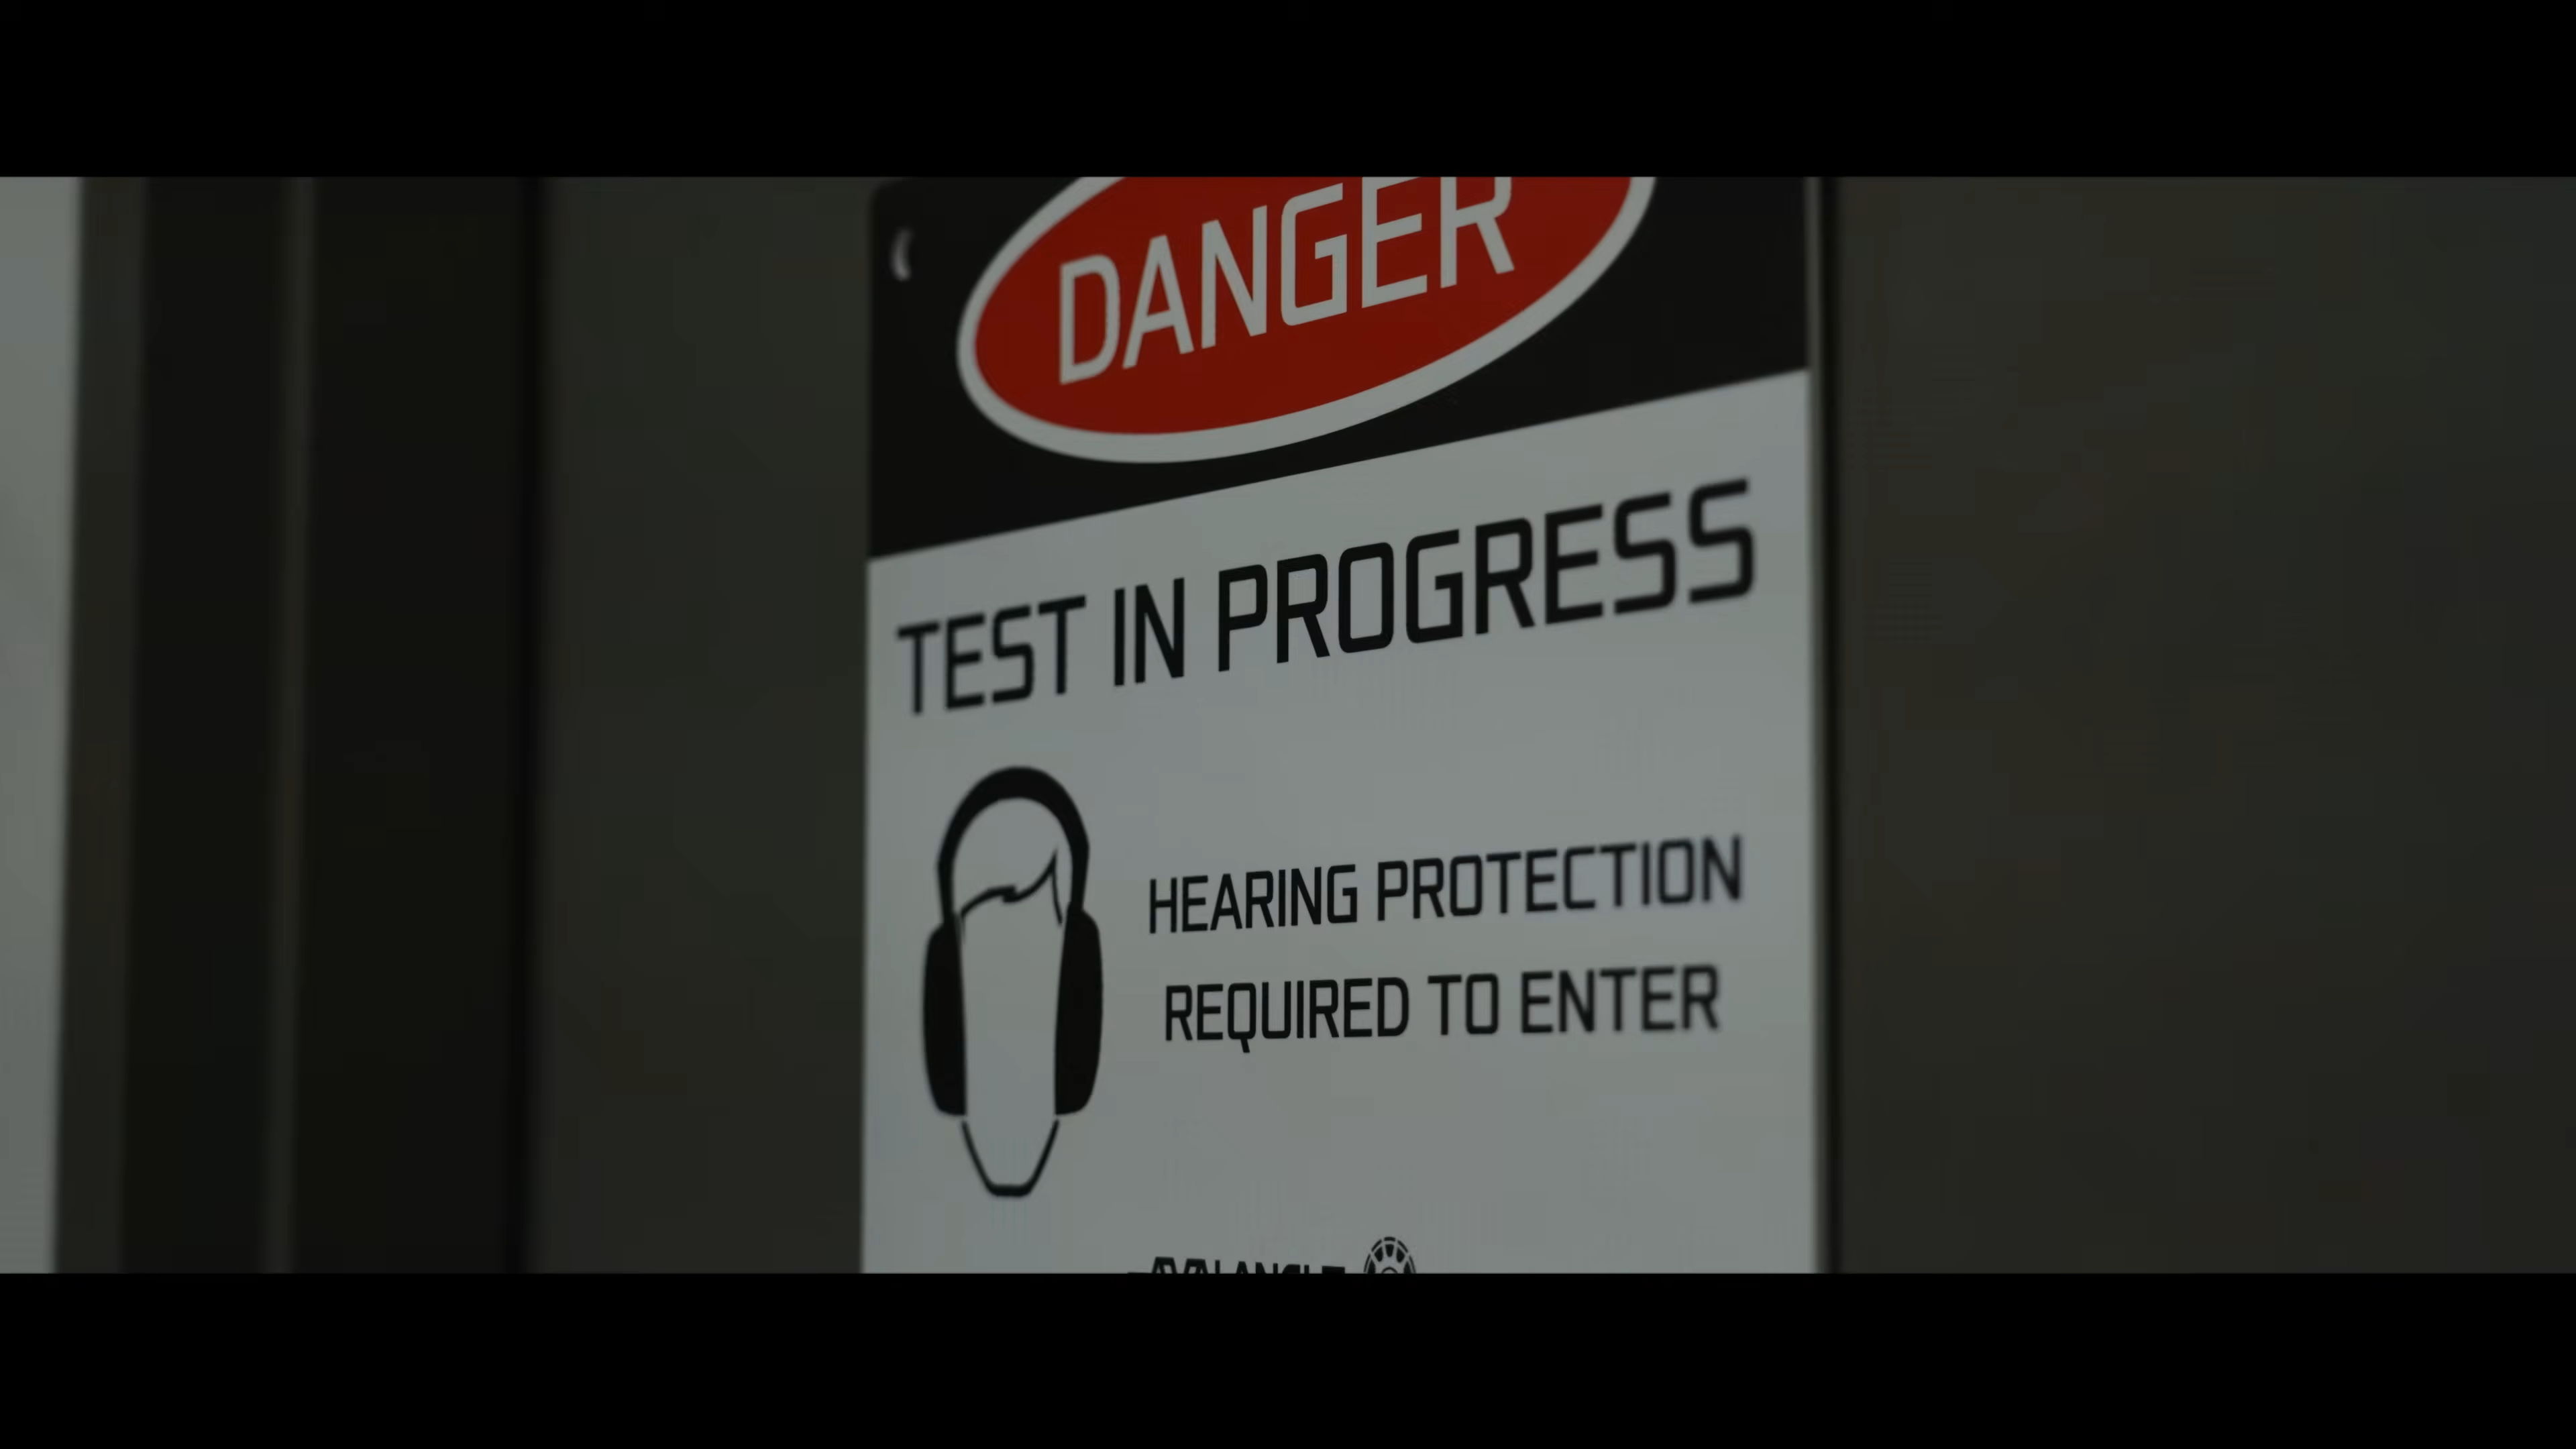 DANGER
TEST IN PROGRESS
HEARING PROTECTION
REQUIRED TO ENTER